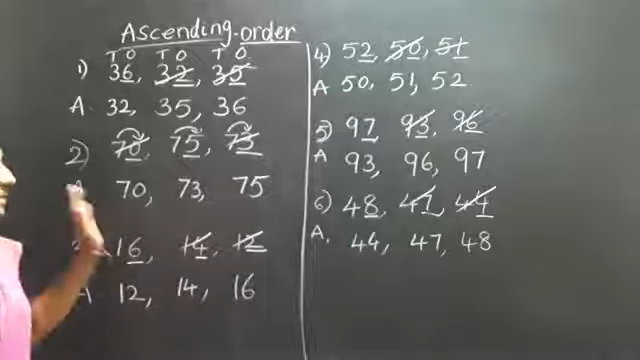 Ascending-order
T O T O T O
1) 36, 32, 35
A. 32, 35, 36
2) 70, 75, 73
70, 73, 75
16, 14, 12
A 12, 14, 16
4) 52, 50, 51
A 50, 51, 52
5) 97, 93, 96
A 93, 96, 97
6) 48, 47, 44
A. 44, 47, 48